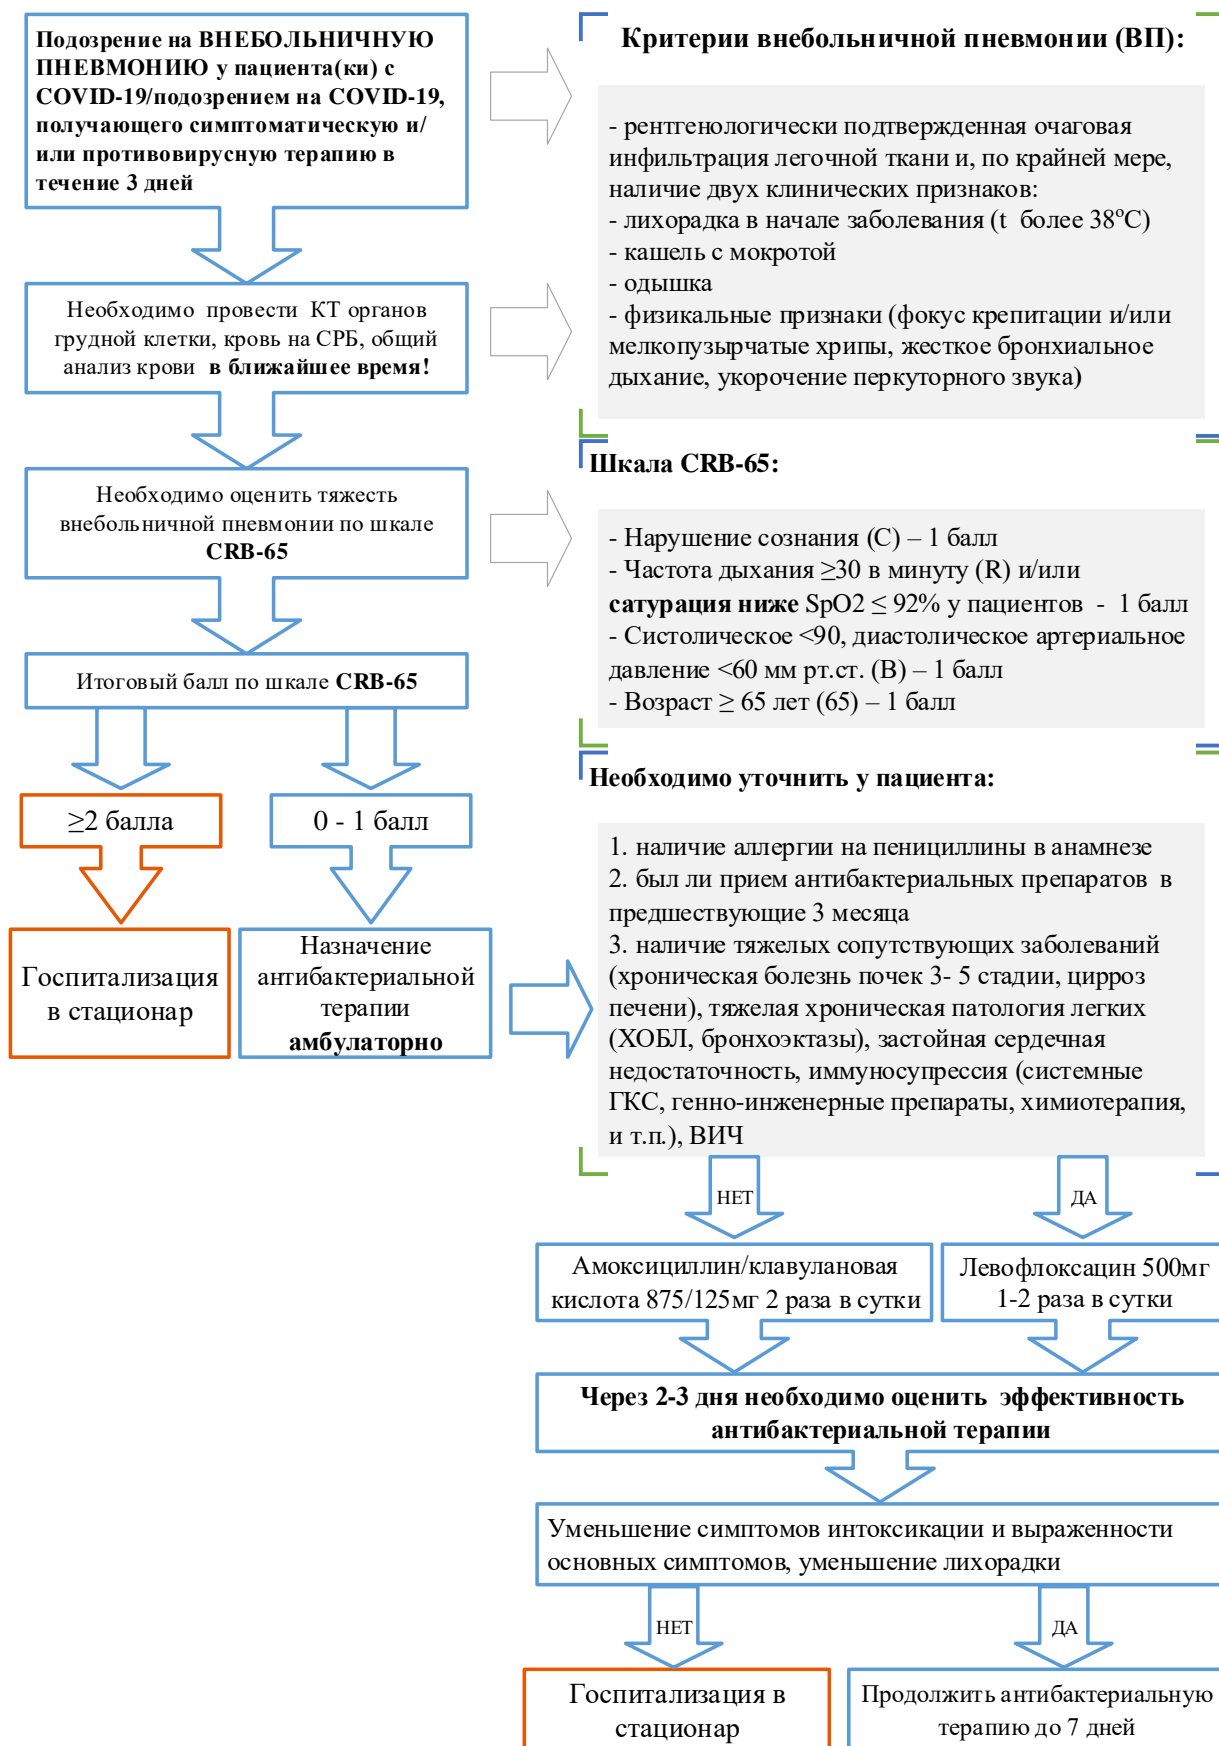 Подозрение на ВНЕБОЛЬНИЧНУЮ
ПНЕВМОНИЮ у пациента(ки) с
COVID-19/подозрением на COVID-19,
получающего симптоматическую и/
или противовирусную терапию в
течение 3 дней
Критерии внебольничной пневмонии (ВП):
- рентгенологически подтвержденная очаговая
инфильтрация легочной ткани и, по крайней мере,
наличие двух клинических признаков:
- лихорадка в начале заболевания (t более 38°C)
- кашель с мокротой
- одышка
- физикальные признаки (фокус крепитации и/или
мелкопузырчатые хрипы, жесткое бронхиальное
дыхание, укорочение перкуторного звука)
Необходимо провести КТ органов
грудной клетки, кровь на СРБ, общий
анализ крови в ближайшее время!
Необходимо оценить тяжесть
внебольничной пневмонии по шкале
CRB-65
Шкала CRB-65:
- Нарушение сознания (C) – 1 балл
- Частота дыхания ≥30 в минуту (R) и/или
сатурация ниже SpO2 ≤ 92% у пациентов - 1 балл
- Систолическое <90, диастолическое артериальное
давление <60 мм рт.ст. (B) – 1 балл
- Возраст ≥ 65 лет (65) – 1 балл
Итоговый балл по шкале CRB-65
≥2 балла
0 - 1 балл
Госпитализация
в стационар
Назначение
антибактериальной
терапии
амбулаторно
Необходимо уточнить у пациента:
1. наличие аллергии на пенициллины в анамнезе
2. был ли прием антибактериальных препаратов в
предшествующие 3 месяца
3. наличие тяжелых сопутствующих заболеваний
(хроническая болезнь почек 3- 5 стадии, цирроз
печени), тяжелая хроническая патология легких
(ХОБЛ, бронхоэктазы), застойная сердечная
недостаточность, иммуносупрессия (системные
ГКС, генно-инженерные препараты, химиотерапия,
и т.п.), ВИЧ
НЕТ
ДА
Амоксициллин/клавулановая
кислота 875/125мг 2 раза в сутки
Левофлоксацин 500мг
1-2 раза в сутки
Через 2-3 дня необходимо оценить эффективность
антибактериальной терапии
Уменьшение симптомов интоксикации и выраженности
основных симптомов, уменьшение лихорадки
НЕТ
ДА
Госпитализация в
стационар
Продолжить антибактериальную
терапию до 7 дней